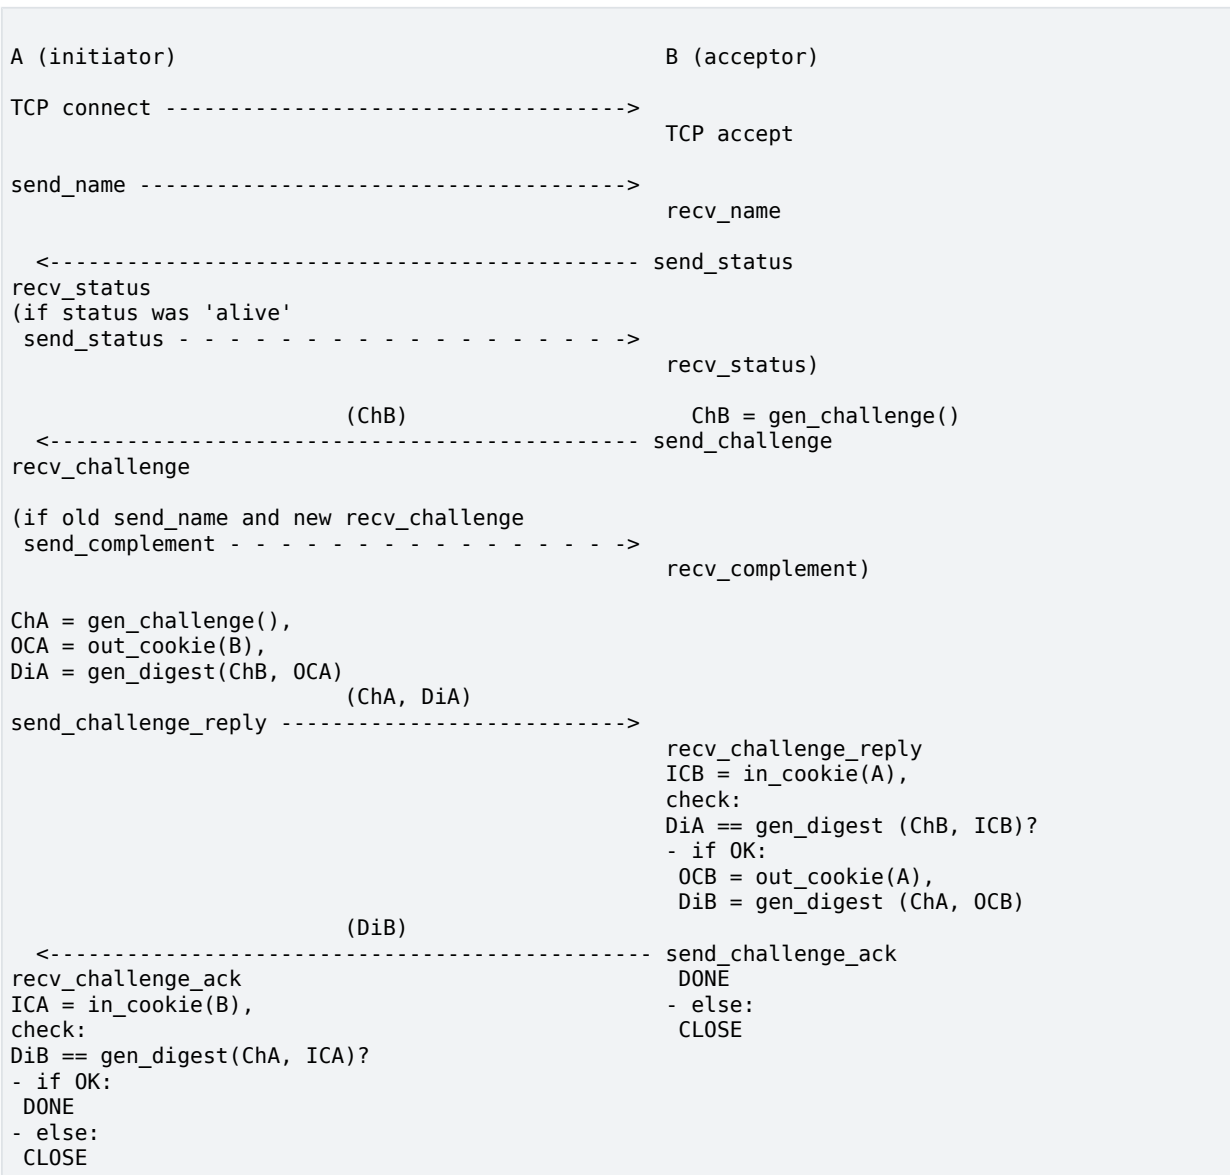 A (initiator)                                      B (acceptor)
TCP connect ------------------------------------>
                                                   TCP accept
send_name -------------------------------------->
                                                   recv_name
  <---------------------------------------------- send_status
recv_status
(if status was 'alive'
 send_status - - - - - - - - - - - - - - - - - ->
                                                   recv_status)
                          (ChB)                      ChB = gen_challenge()
  <---------------------------------------------- send_challenge
recv_challenge
(if old send_name and new recv_challenge
 send_complement - - - - - - - - - - - - - - - ->
                                                   recv_complement)
ChA = gen_challenge(),
OCA = out_cookie(B),
DiA = gen_digest(ChB, OCA)
                          (ChA, DiA)
send_challenge_reply --------------------------->
                                                   recv_challenge_reply
                                                   ICB = in_cookie(A),
                                                   check:
                                                   DiA == gen_digest (ChB, ICB)?
                                                   - if OK:
                                                    OCB = out_cookie(A),
                                                    DiB = gen_digest (ChA, OCB)
                          (DiB)
  <----------------------------------------------- send_challenge_ack
recv_challenge_ack                                  DONE
ICA = in_cookie(B),                                - else:
check:                                              CLOSE
DiB == gen_digest(ChA, ICA)?
- if OK:
 DONE
- else:
 CLOSE